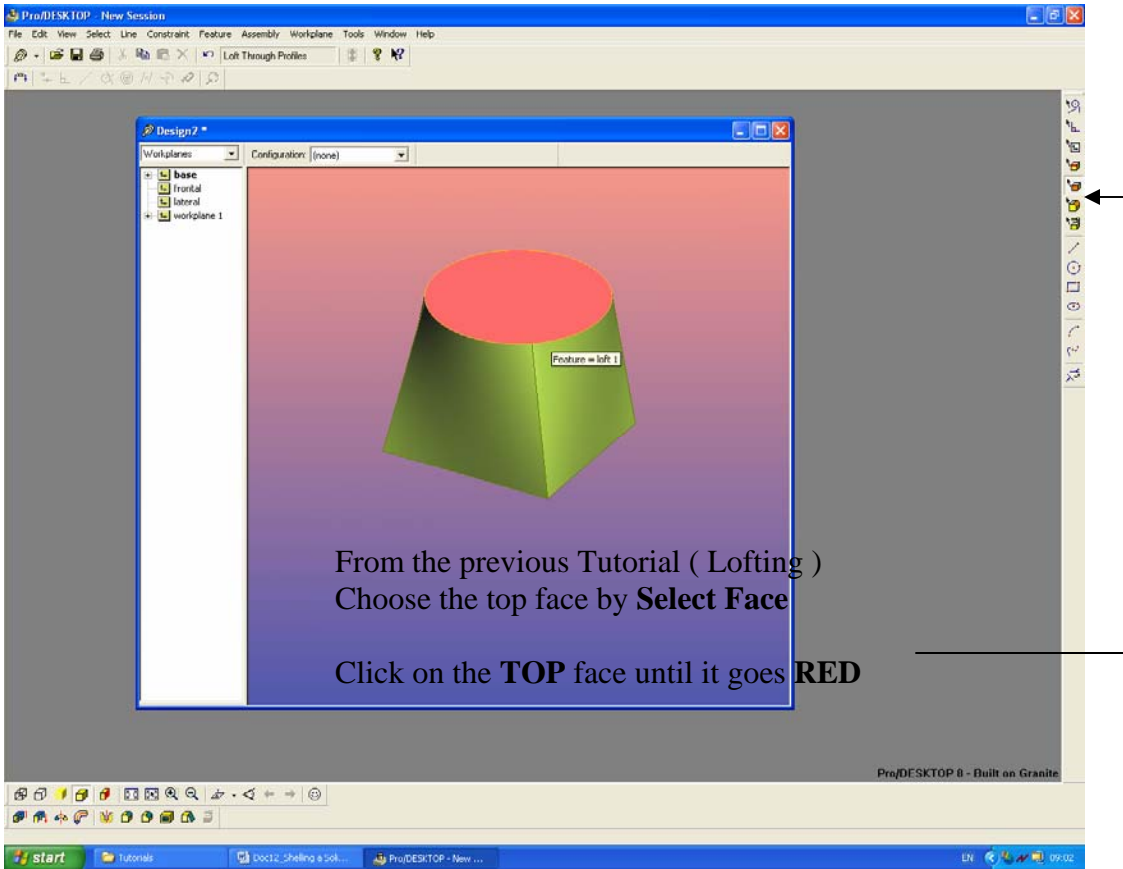 Pro/DESKTOP - New Session
File Edit View Select Line Constraint Feature Assembly Workplane Tools Window Help
Loft Through Profiles
Design2 *
Workplanes Configuration: (none)
base
frontal
lateral
workplane 1
Feature = loft 1
From the previous Tutorial ( Lofting )
Choose the top face by Select Face
Click on the TOP face until it goes RED
Pro/DESKTOP 8 - Built on Granite
start Tutorials Doc12_Shelling a Sol... Pro/DESKTOP - New ... EN 09:02